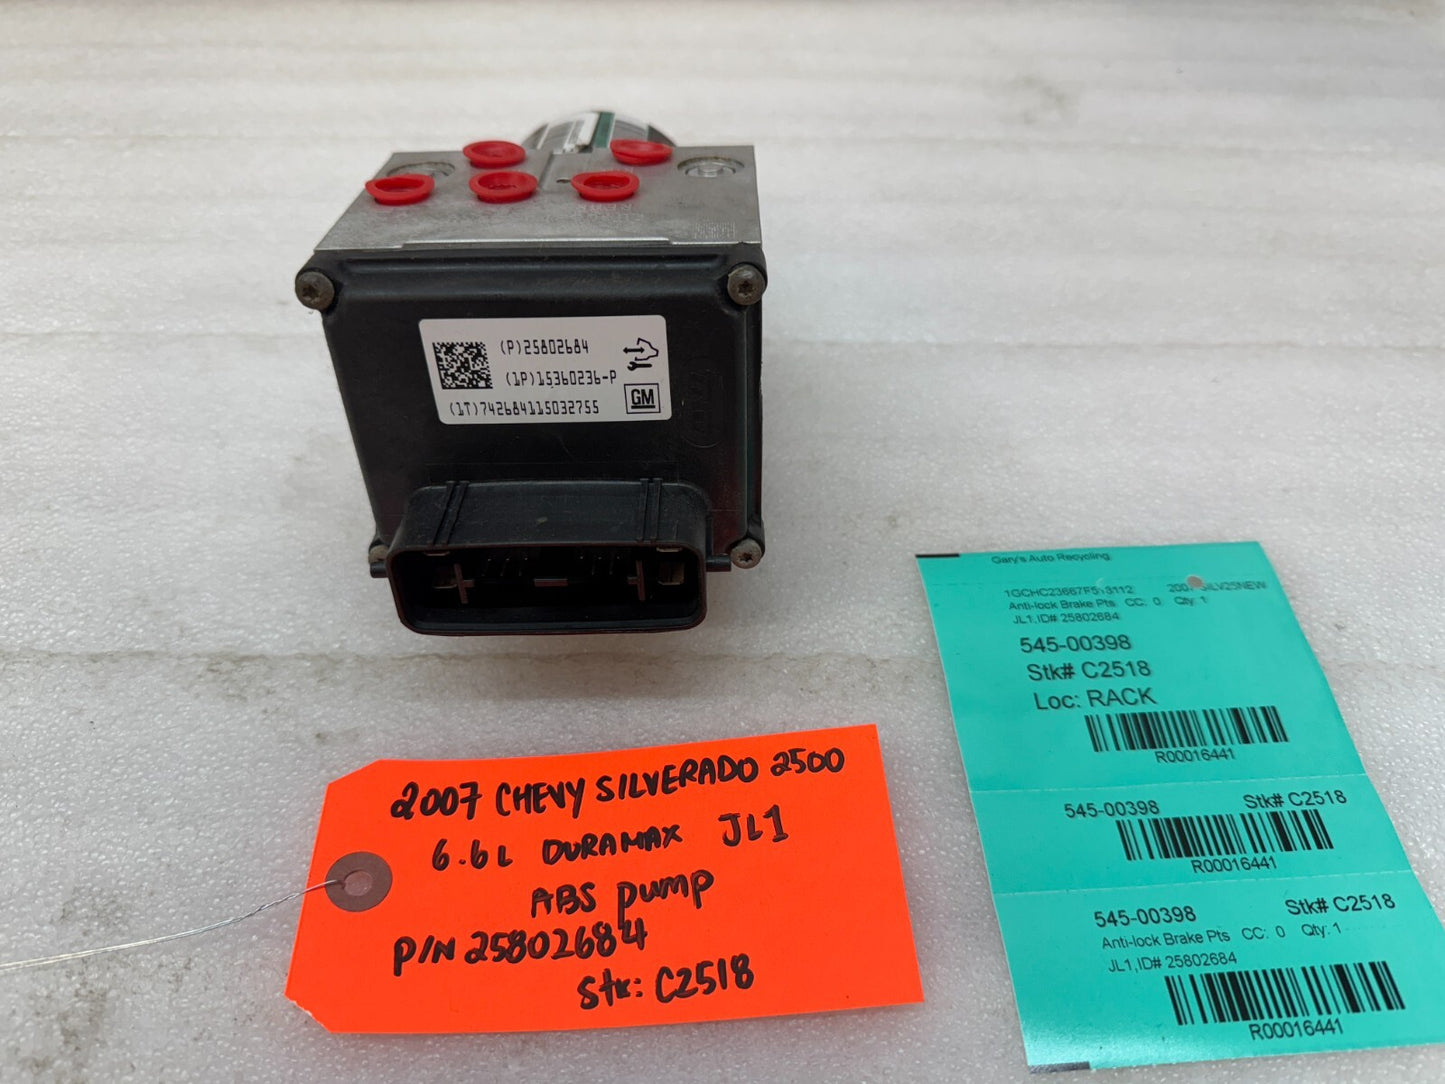 (P)25802684
(1P)15360236-P
(1T)742684115032755
GM
2007 CHEVY SILVERADO 2500
6.6L DURAMAX JL1
ABS pump
P/N 25802684
Stk: C2518
Gary's Auto Recycling
Anti-lock Brake Pts CC: 0 Qty: 1
JL1,ID# 25802684
545-00398
Stk# C2518
Loc: RACK
R00016441
545-00398 Stk# C2518
R00016441
545-00398 Stk# C2518
Anti-lock Brake Pts CC: 0 Qty: 1
JL1,ID# 25802684
R00016441